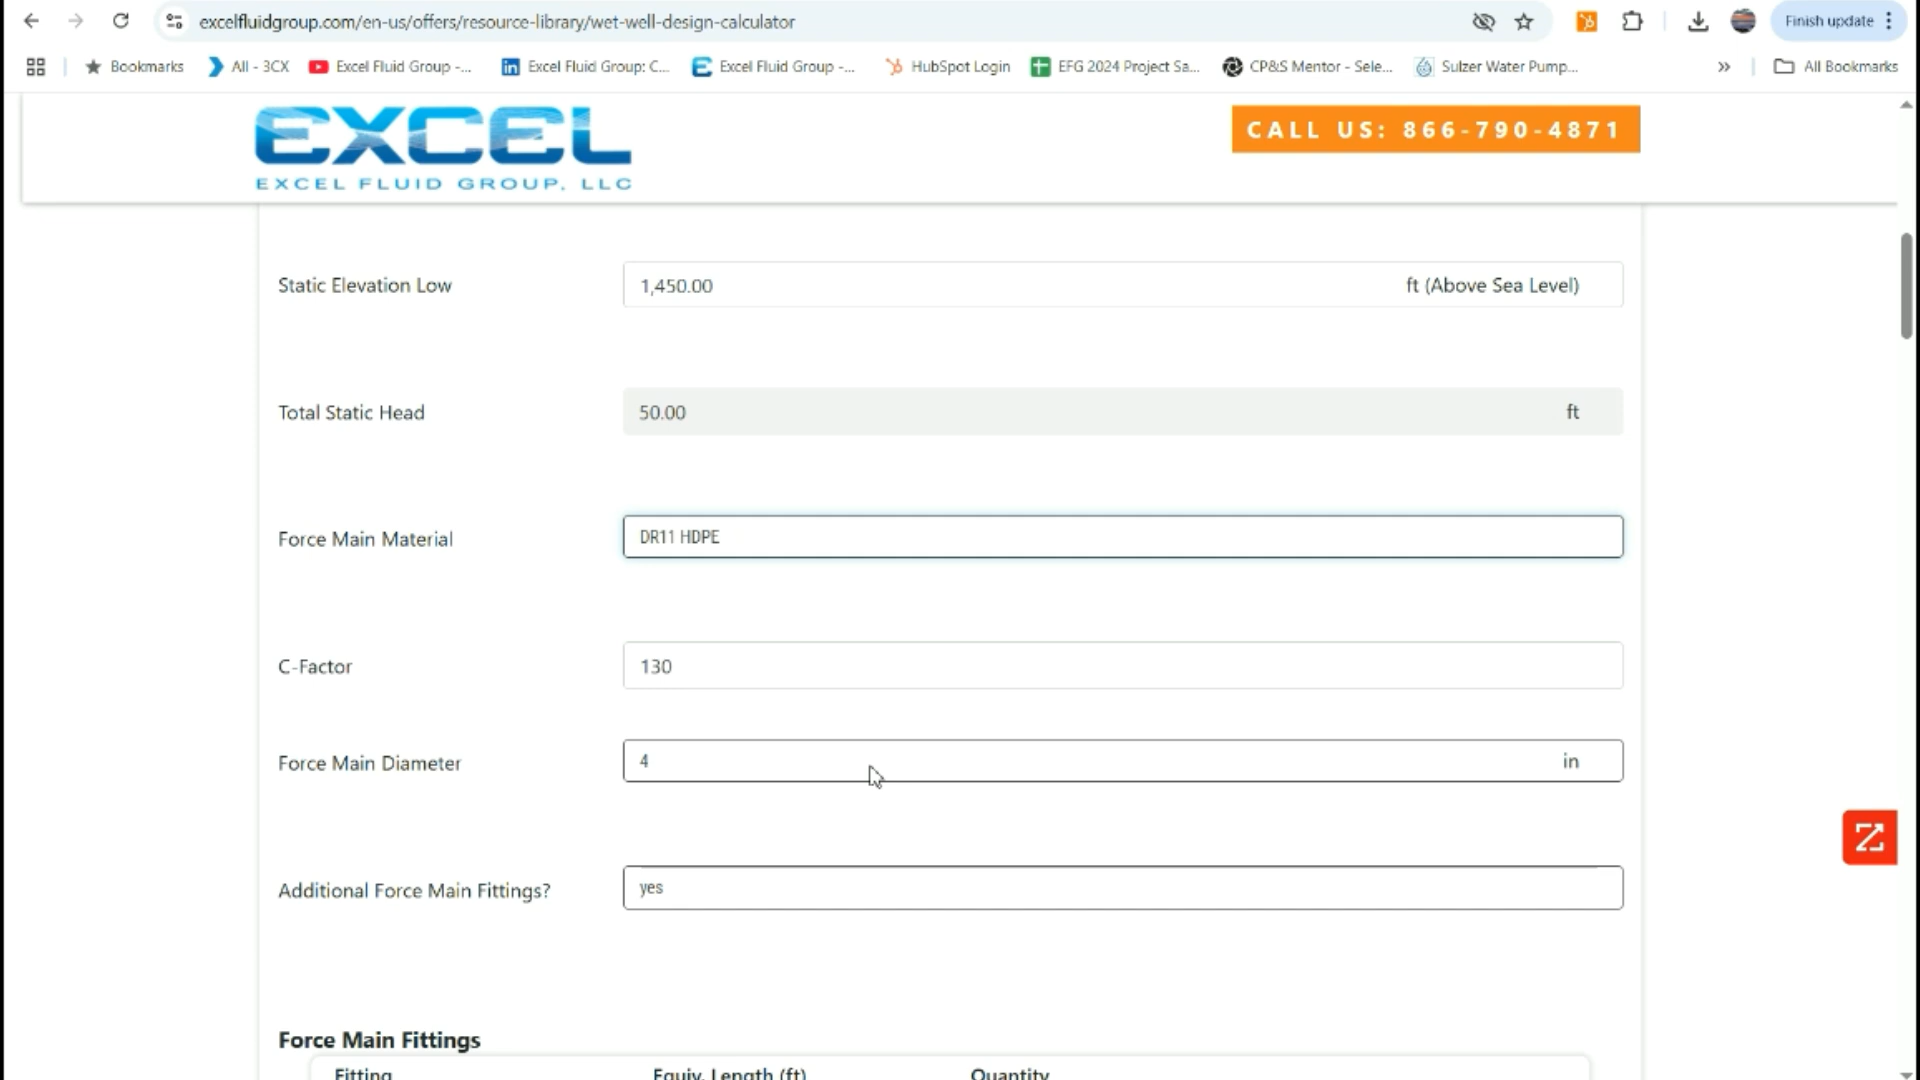 excelfluidgroup.com/en-us/offers/resource-library/wet-well-design-calculator
Finish update
Bookmarks
All - 3CX
Excel Fluid Group -...
Excel Fluid Group: C...
Excel Fluid Group -...
HubSpot Login
EFG 2024 Project Sa...
CP&S Mentor - Sele...
Sulzer Water Pump...
»
All Bookmarks
EXCEL
EXCEL FLUID GROUP, LLC
CALL US: 866-790-4871
Static Elevation Low
1,450.00
ft (Above Sea Level)
Total Static Head
50.00
ft
Force Main Material
DR11 HDPE
C-Factor
130
Force Main Diameter
4
in
Additional Force Main Fittings?
yes
Force Main Fittings
Fitting
Equiv. Length (ft)
Quantity